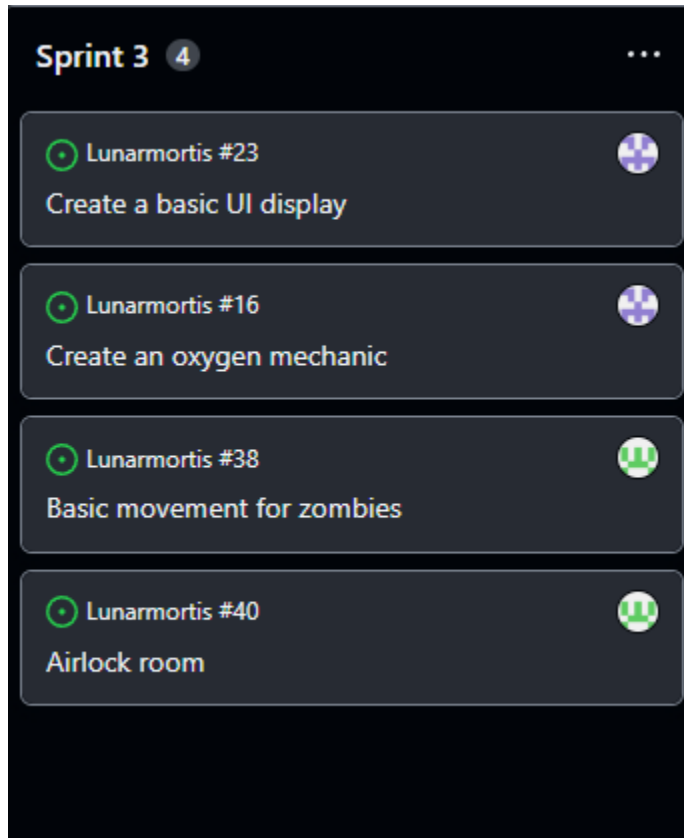 Sprint 3 4
Lunarmortis #23
Create a basic UI display
Lunarmortis #16
Create an oxygen mechanic
Lunarmortis #38
Basic movement for zombies
Lunarmortis #40
Airlock room